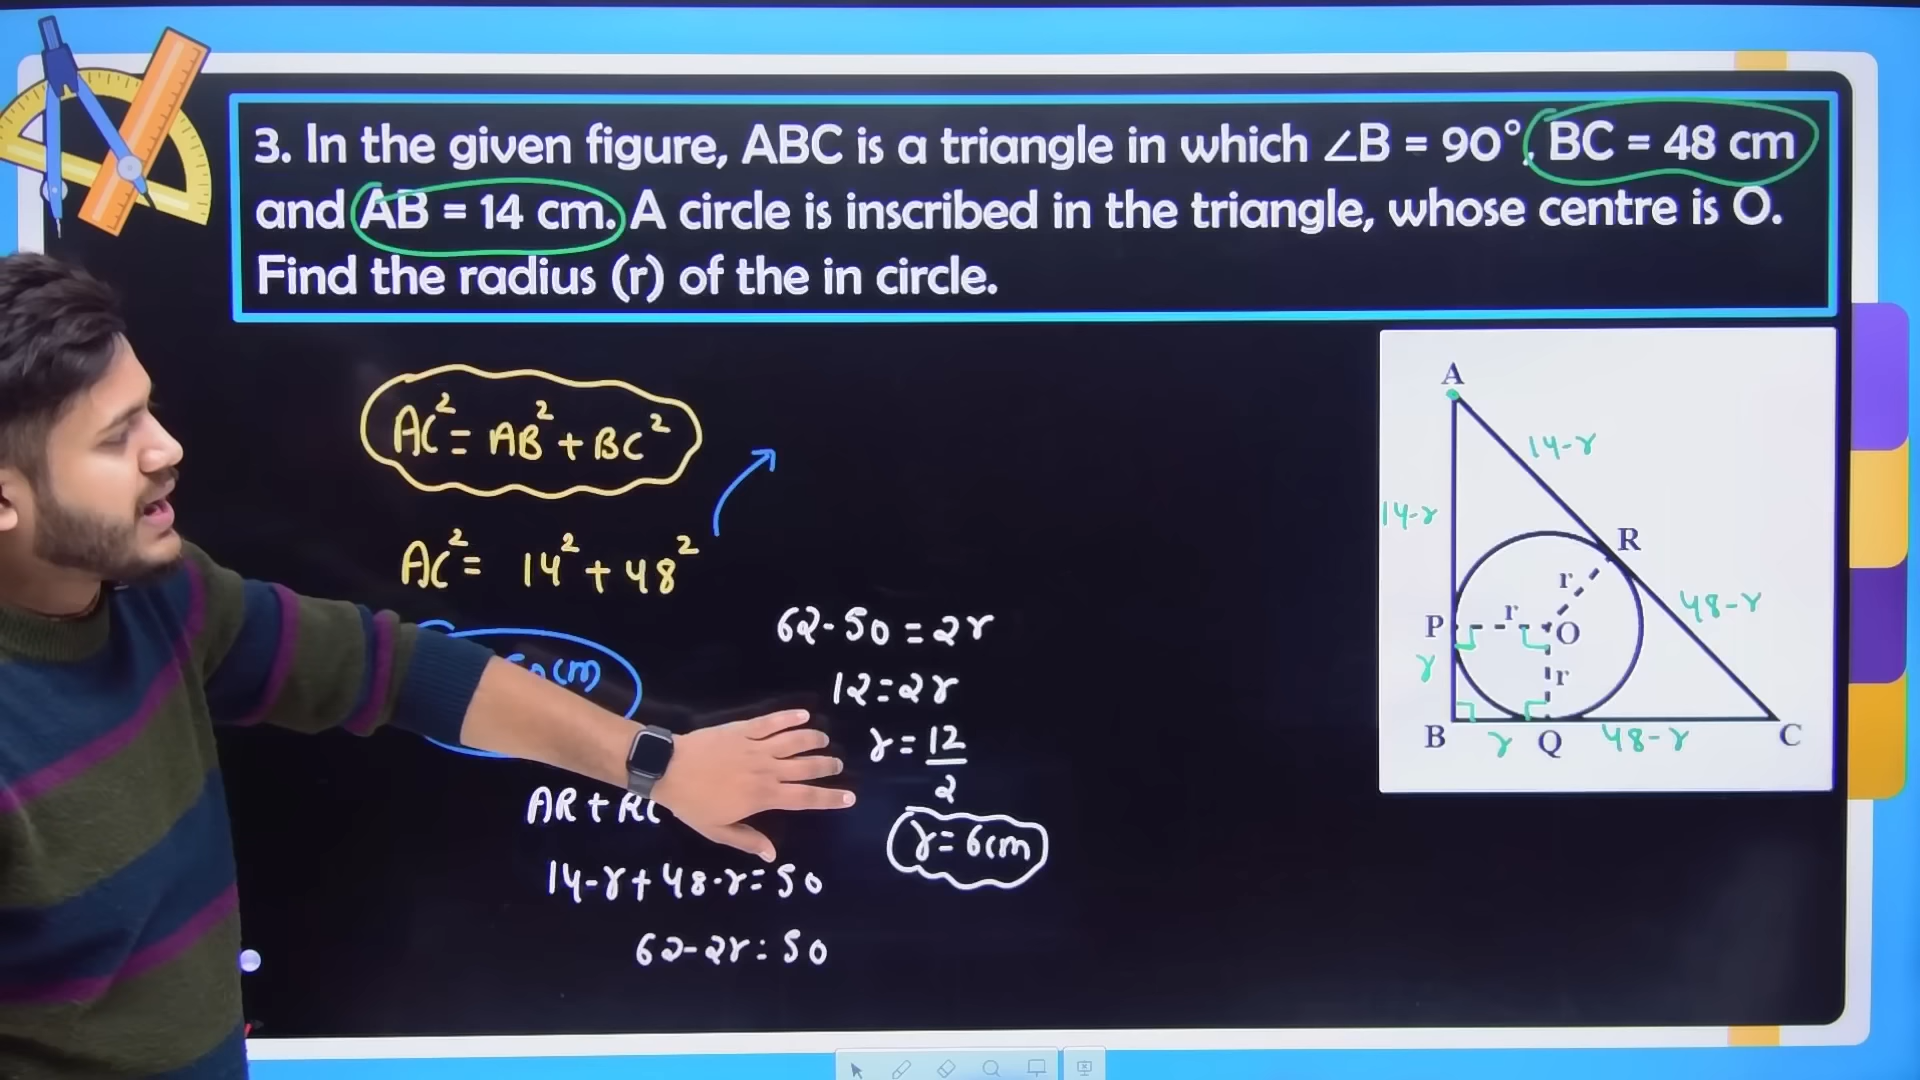 3. In the given figure, ABC is a triangle in which ∠B = 90°, BC = 48 cm
and AB = 14 cm. A circle is inscribed in the triangle, whose centre is O.
Find the radius (r) of the in circle.
AC² = AB² + BC²
AC² = 14² + 48²
AR +
14-r+48-r=50
62-2r=50
62-50=2r
12=2r
r=12/2
r=6cm
A
14-r
14-r
R
r
48-r
P
r
O
r
r
B
r
Q
48-r
C